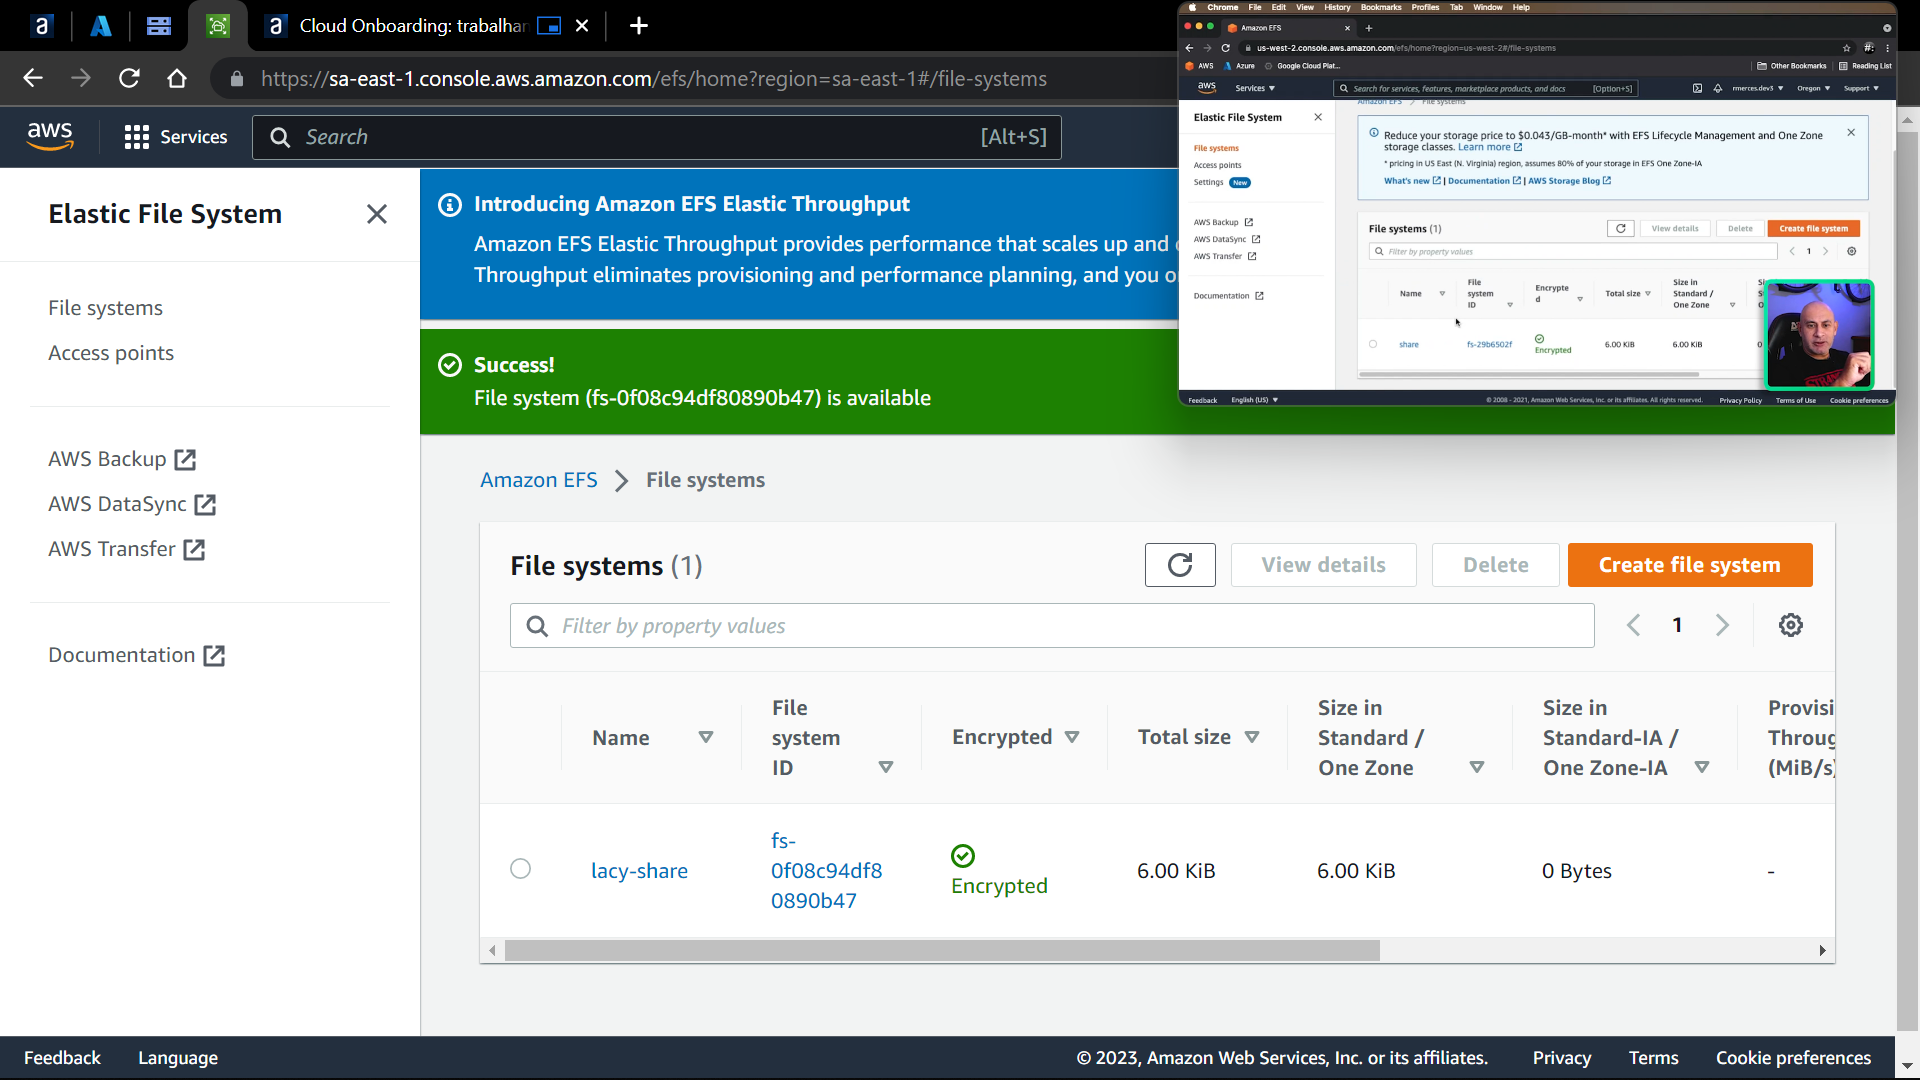 Cloud Onboarding: trabalhan
https://sa-east-1.console.aws.amazon.com/efs/home?region=sa-east-1#/file-systems
aws
Services
Search
[Alt+S]
Elastic File System
File systems
Access points
AWS Backup
AWS DataSync
AWS Transfer
Documentation
Introducing Amazon EFS Elastic Throughput
Amazon EFS Elastic Throughput provides performance that scales up and
Throughput eliminates provisioning and performance planning, and you
Success!
File system (fs-0f08c94df80890b47) is available
Amazon EFS
File systems
File systems (1)
View details
Delete
Create file system
Filter by property values
1
Name
File
system
ID
Encrypted
Total size
Size in
Standard /
One Zone
Size in
Standard-IA /
One Zone-IA
Provisi
Throug
(MiB/s)
lacy-share
fs-
0f08c94df8
0890b47
Encrypted
6.00 KiB
6.00 KiB
0 Bytes
-
Feedback
Language
© 2023, Amazon Web Services, Inc. or its affiliates.
Privacy
Terms
Cookie preferences
Chrome File Edit View History Bookmarks Profiles Tab Window Help
Amazon EFS
us-west-2.console.aws.amazon.com/efs/home?region=us-west-2#/file-systems
AWS
Azure
Google Cloud Plat...
Other Bookmarks
Reading List
aws
Services
Search for services, features, marketplace products, and docs
[Option+S]
rmerces.dev3
Oregon
Support
Elastic File System
File systems
Access points
Settings New
AWS Backup
AWS DataSync
AWS Transfer
Documentation
Amazon EFS
File systems
Reduce your storage price to $0.043/GB-month* with EFS Lifecycle Management and One Zone
storage classes. Learn more
* pricing in US East (N. Virginia) region, assumes 80% of your storage in EFS One Zone-IA
What's new | Documentation | AWS Storage Blog
File systems (1)
View details
Delete
Create file system
Filter by property values
1
Name
File
system
ID
Encrypte
d
Total size
Size in
Standard /
One Zone
share
fs-29b6502f
Encrypted
6.00 KiB
6.00 KiB
Feedback
English (US)
© 2008 - 2021, Amazon Web Services, Inc. or its affiliates. All rights reserved.
Privacy Policy
Terms of Use
Cookie preferences